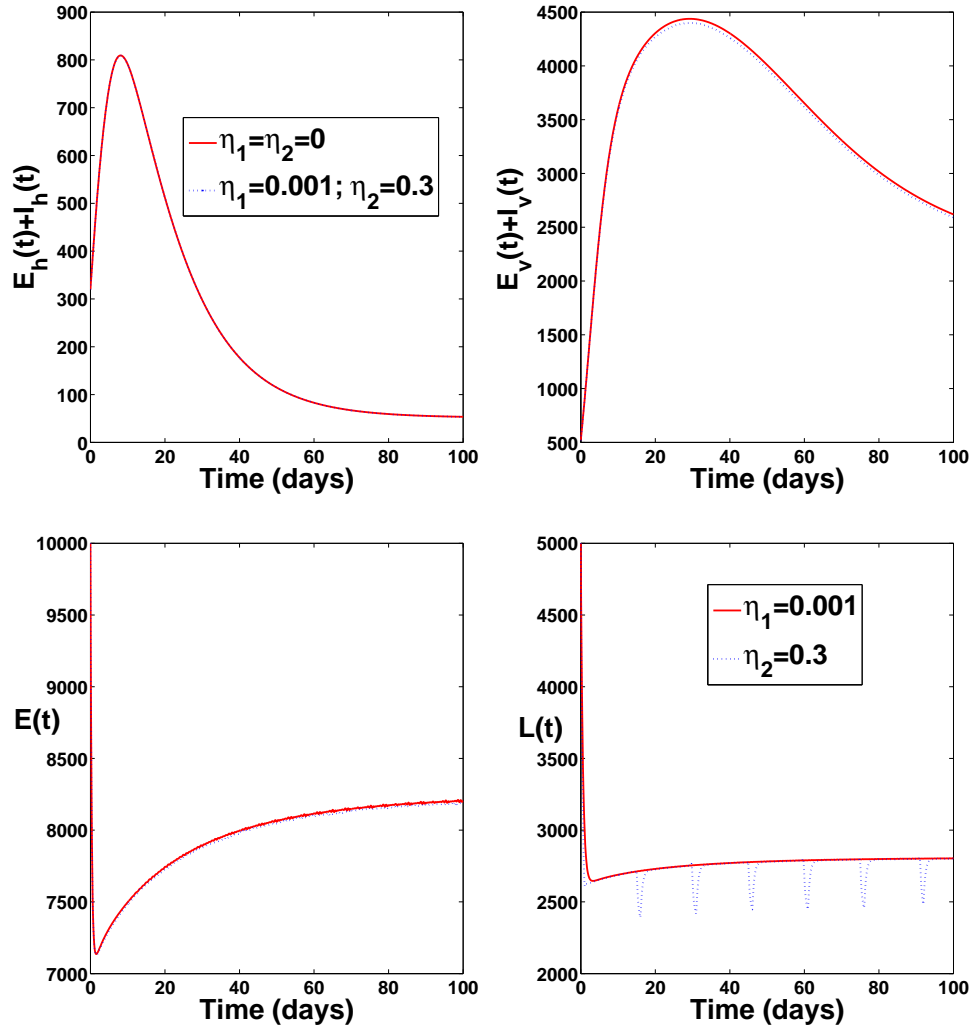 900
800
700
600
500
400
300
200
100
0
E_h(t)+I_h(t)
η_1=η_2=0
η_1=0.001; η_2=0.3
0 20 40 60 80 100
Time (days)
4500
4000
3500
3000
2500
2000
1500
1000
500
E_v(t)+I_v(t)
0 20 40 60 80 100
Time (days)
10000
9500
9000
8500
8000
7500
7000
E(t)
0 20 40 60 80 100
Time (days)
5000
4500
4000
3500
3000
2500
2000
L(t)
η_1=0.001
η_2=0.3
0 20 40 60 80 100
Time (days)